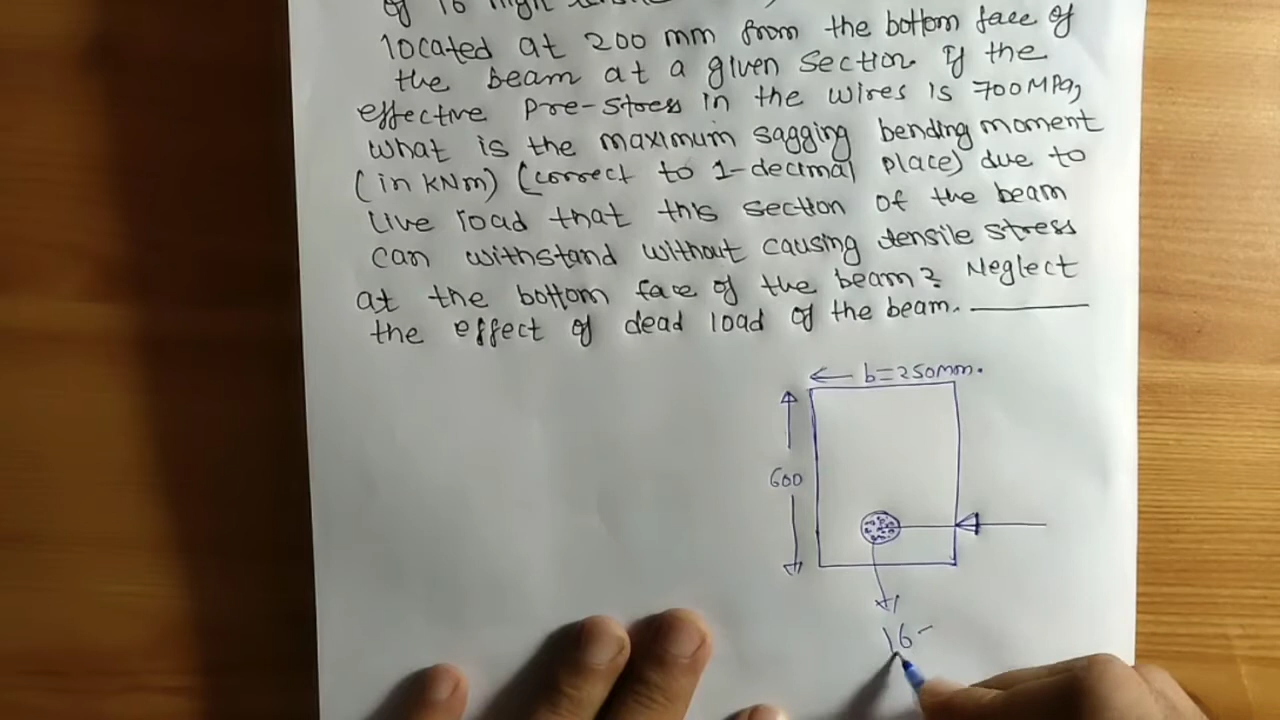 of 16 high
located at 200 mm from the bottom face of
the beam at a given section. If the
effective Pre-stress in the wires is 700MPa,
what is the maximum sagging bending moment
(in kNm) (correct to 1-decimal place) due to
live load that this section of the beam
can withstand without causing tensile stress
at the bottom face of the beam? Neglect
the effect of dead load of the beam.
b=250mm.
600
16-